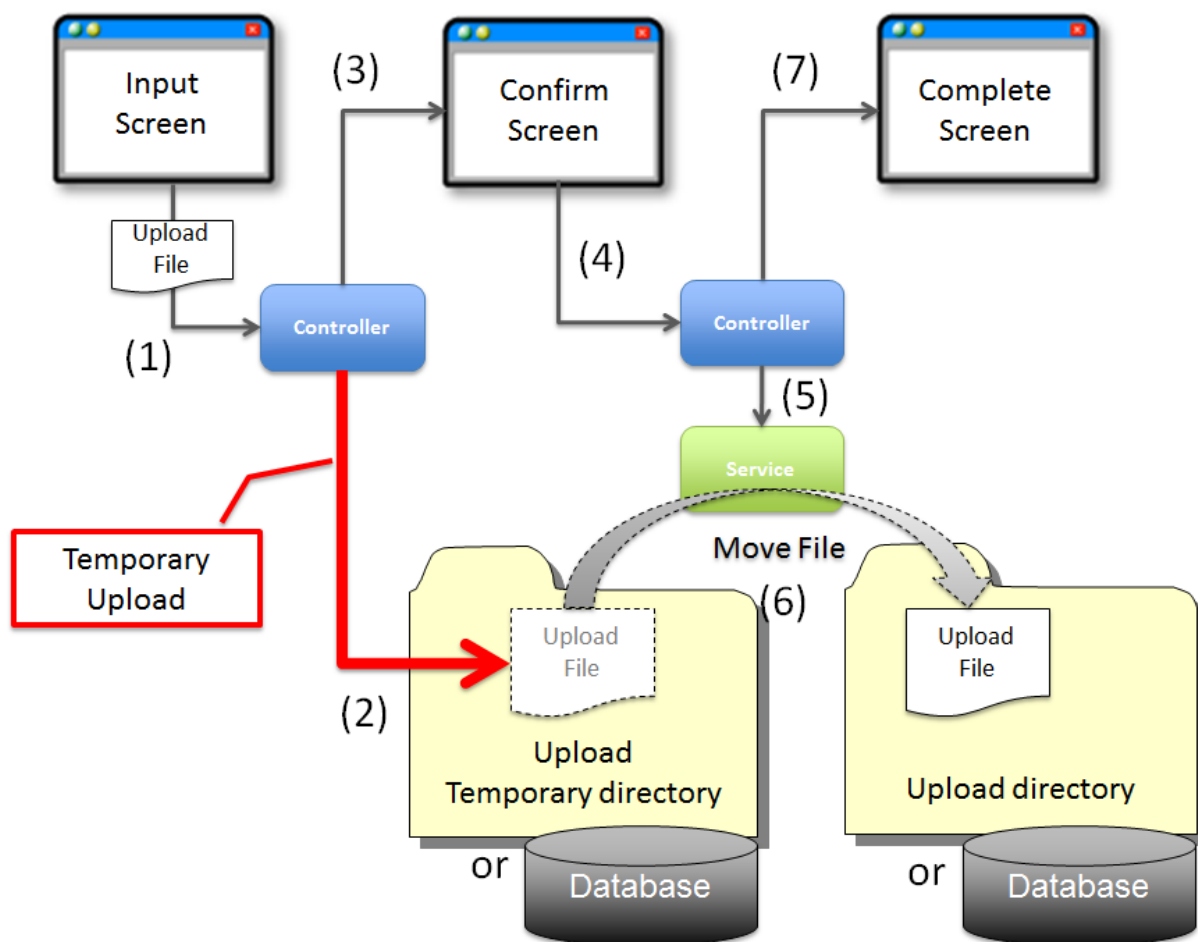 Input
Screen
(3)
Confirm
Screen
(7)
Complete
Screen
Upload
File
(4)
Controller
Controller
(1)
(5)
Service
Temporary
Upload
Move File
(6)
Upload
File
Upload
File
(2)
Upload
Temporary directory
Upload directory
or
Database
or
Database